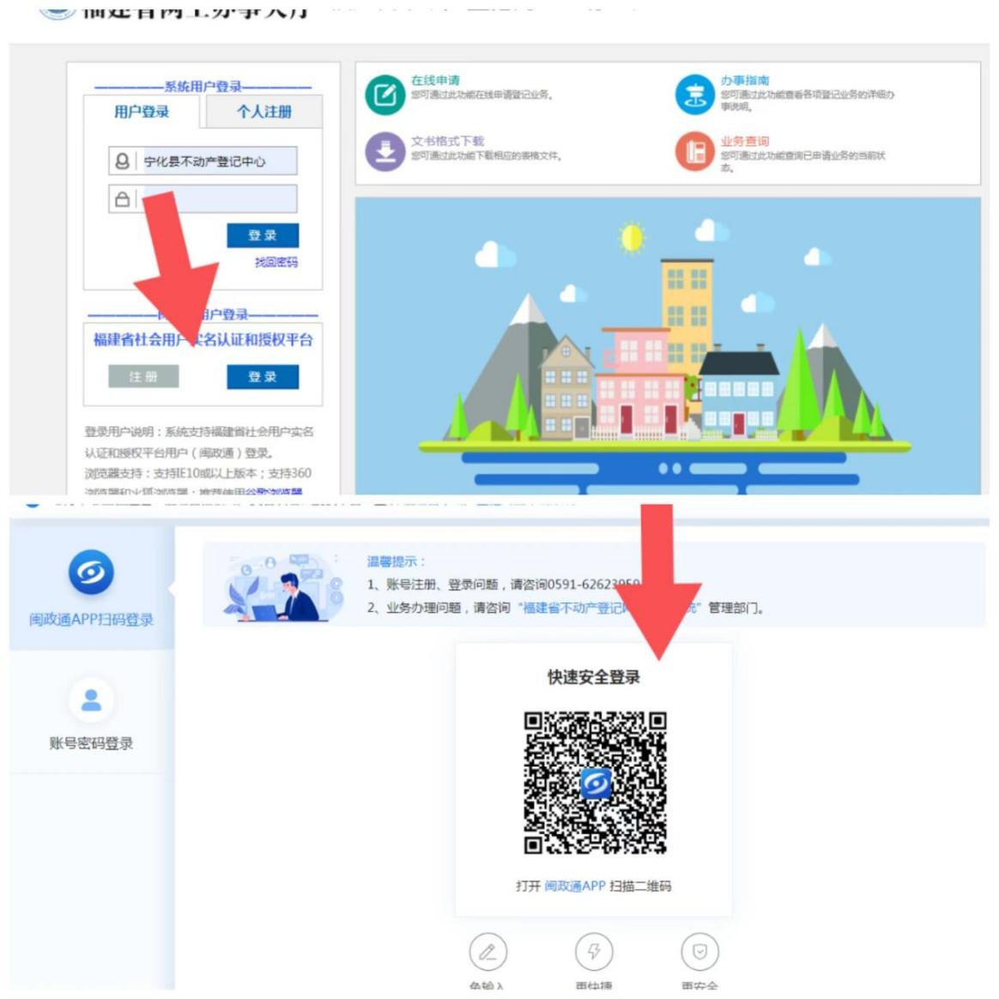 福建省网上办事大厅
系统用户登录
用户登录
个人注册
宁化县不动产登记中心
登录
找回密码
用户登录
福建省社会用户实名认证和授权平台
注册
登录
登录用户说明：系统支持福建省社会用户实名
认证和授权平台用户（闽政通）登录。
浏览器支持：支持IE10或以上版本；支持360
浏览器和火狐浏览器；推荐使用谷歌浏览器
在线申请
您可通过此功能在线申请登记业务。
办事指南
您可通过此功能查看各项登记业务的详细办
事说明。
文书格式下载
您可通过此功能下载相应的表格文件。
业务查询
您可通过此功能查询已申请业务的当前状
态。
闽政通APP扫码登录
账号密码登录
温馨提示：
1、账号注册、登录问题，请咨询0591-6262395
2、业务办理问题，请咨询“福建省不动产登记 统”管理部门。
快速安全登录
打开 闽政通APP 扫描二维码
免输入
更快捷
更安全